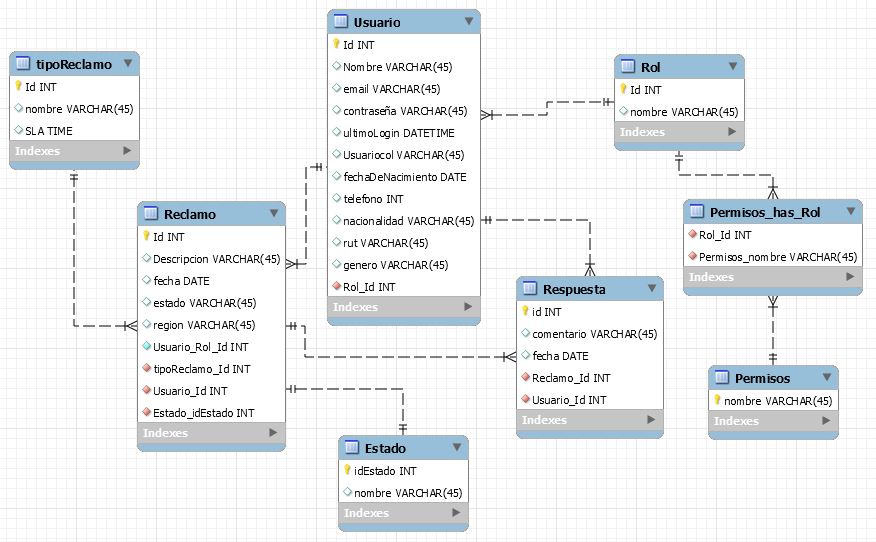 tipoReclamo
Id INT
nombre VARCHAR(45)
SLA TIME
Indexes
Usuario
Id INT
Nombre VARCHAR(45)
email VARCHAR(45)
contraseña VARCHAR(45)
ultimoLogin DATETIME
Usuariocol VARCHAR(45)
fechaDeNacimiento DATE
telefono INT
nacionalidad VARCHAR(45)
rut VARCHAR(45)
genero VARCHAR(45)
Rol_Id INT
Indexes
Rol
Id INT
nombre VARCHAR(45)
Indexes
Reclamo
Id INT
Descripcion VARCHAR(45)
fecha DATE
estado VARCHAR(45)
region VARCHAR(45)
Usuario_Rol_Id INT
tipoReclamo_Id INT
Usuario_Id INT
Estado_idEstado INT
Indexes
Permisos_has_Rol
Rol_Id INT
Permisos_nombre VARCHAR(45)
Indexes
Respuesta
id INT
comentario VARCHAR(45)
fecha DATE
Reclamo_Id INT
Usuario_Id INT
Indexes
Permisos
nombre VARCHAR(45)
Indexes
Estado
idEstado INT
nombre VARCHAR(45)
Indexes